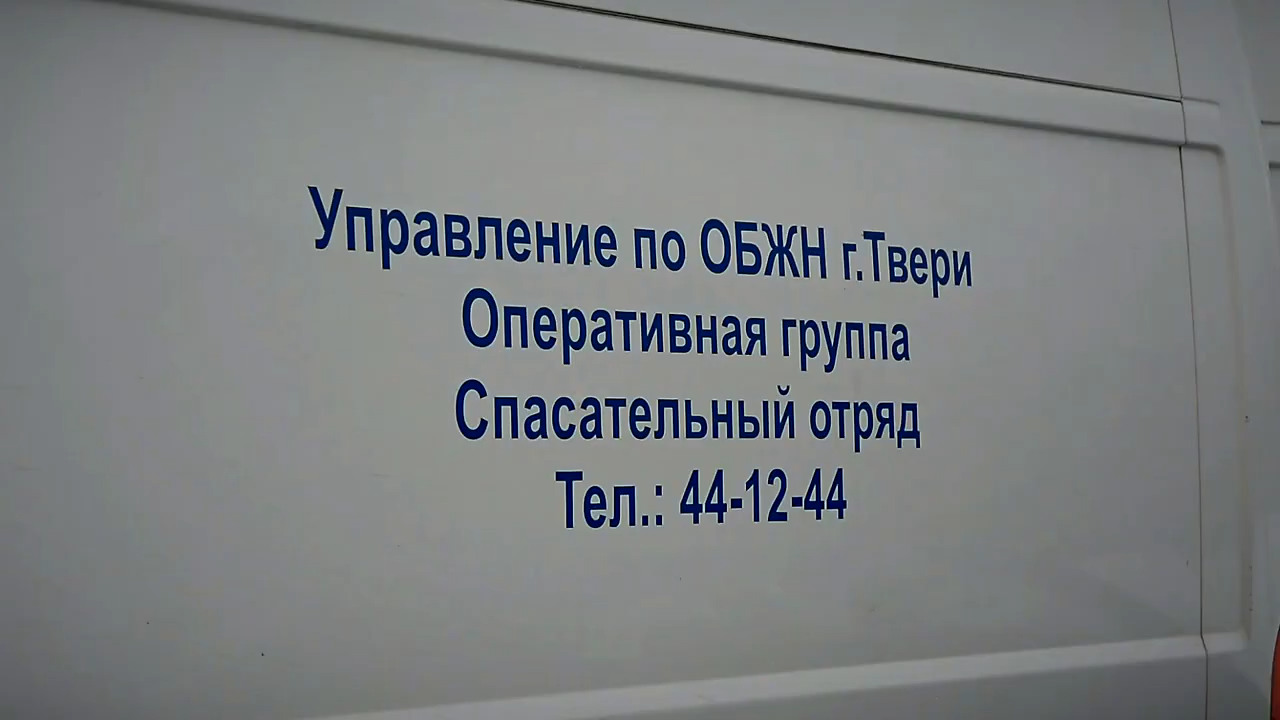 Управление по ОБЖН г.Твери
Оперативная группа
Спасательный отряд
Тел.: 44-12-44